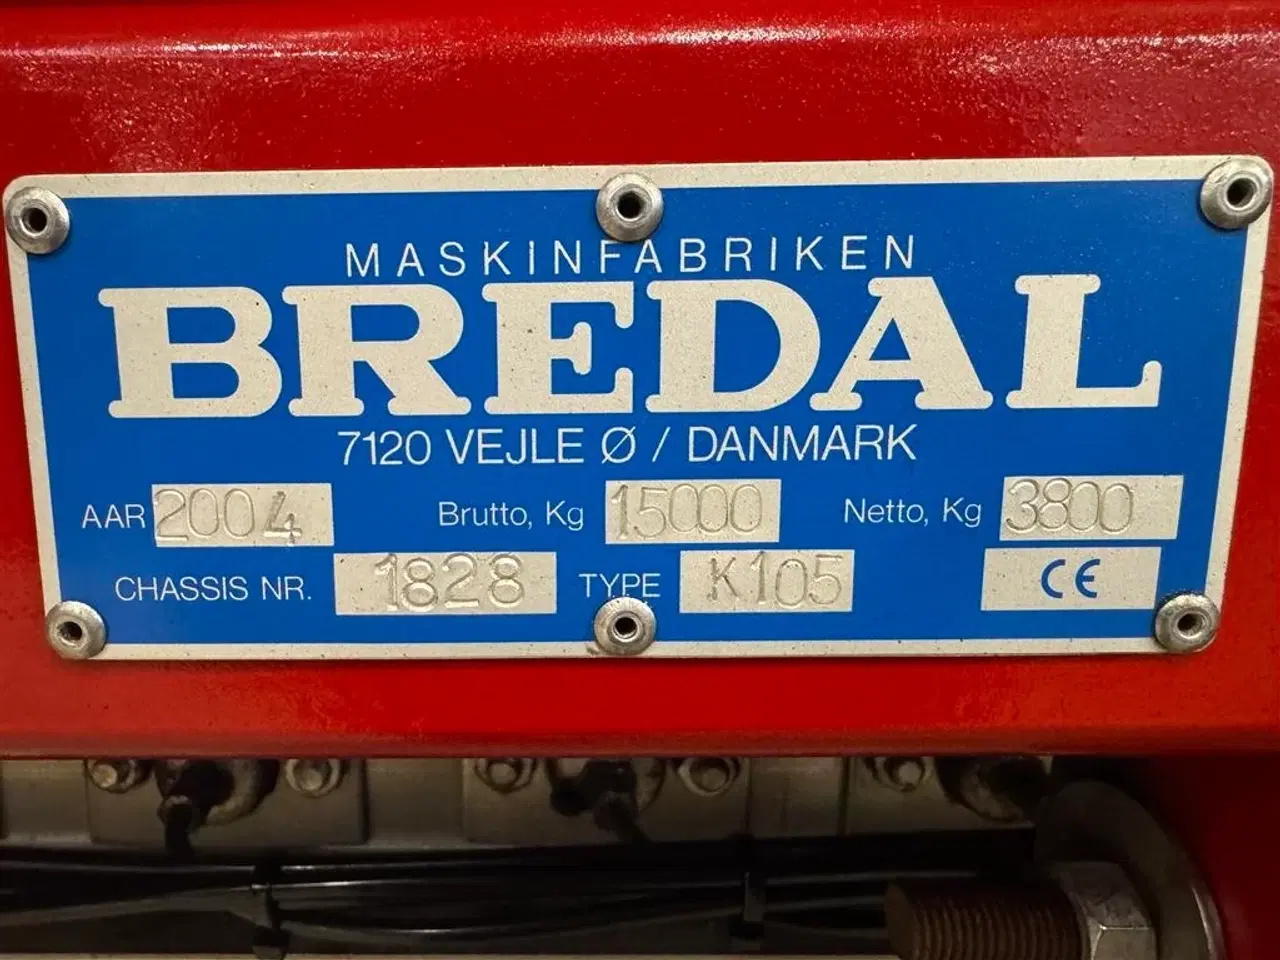 MASKINFABRIKEN
BREDAL
7120 VEJLE Ø / DANMARK
AAR 2004 Brutto, Kg 15000 Netto, Kg 3800
CHASSIS NR. 1828 TYPE K105 CE